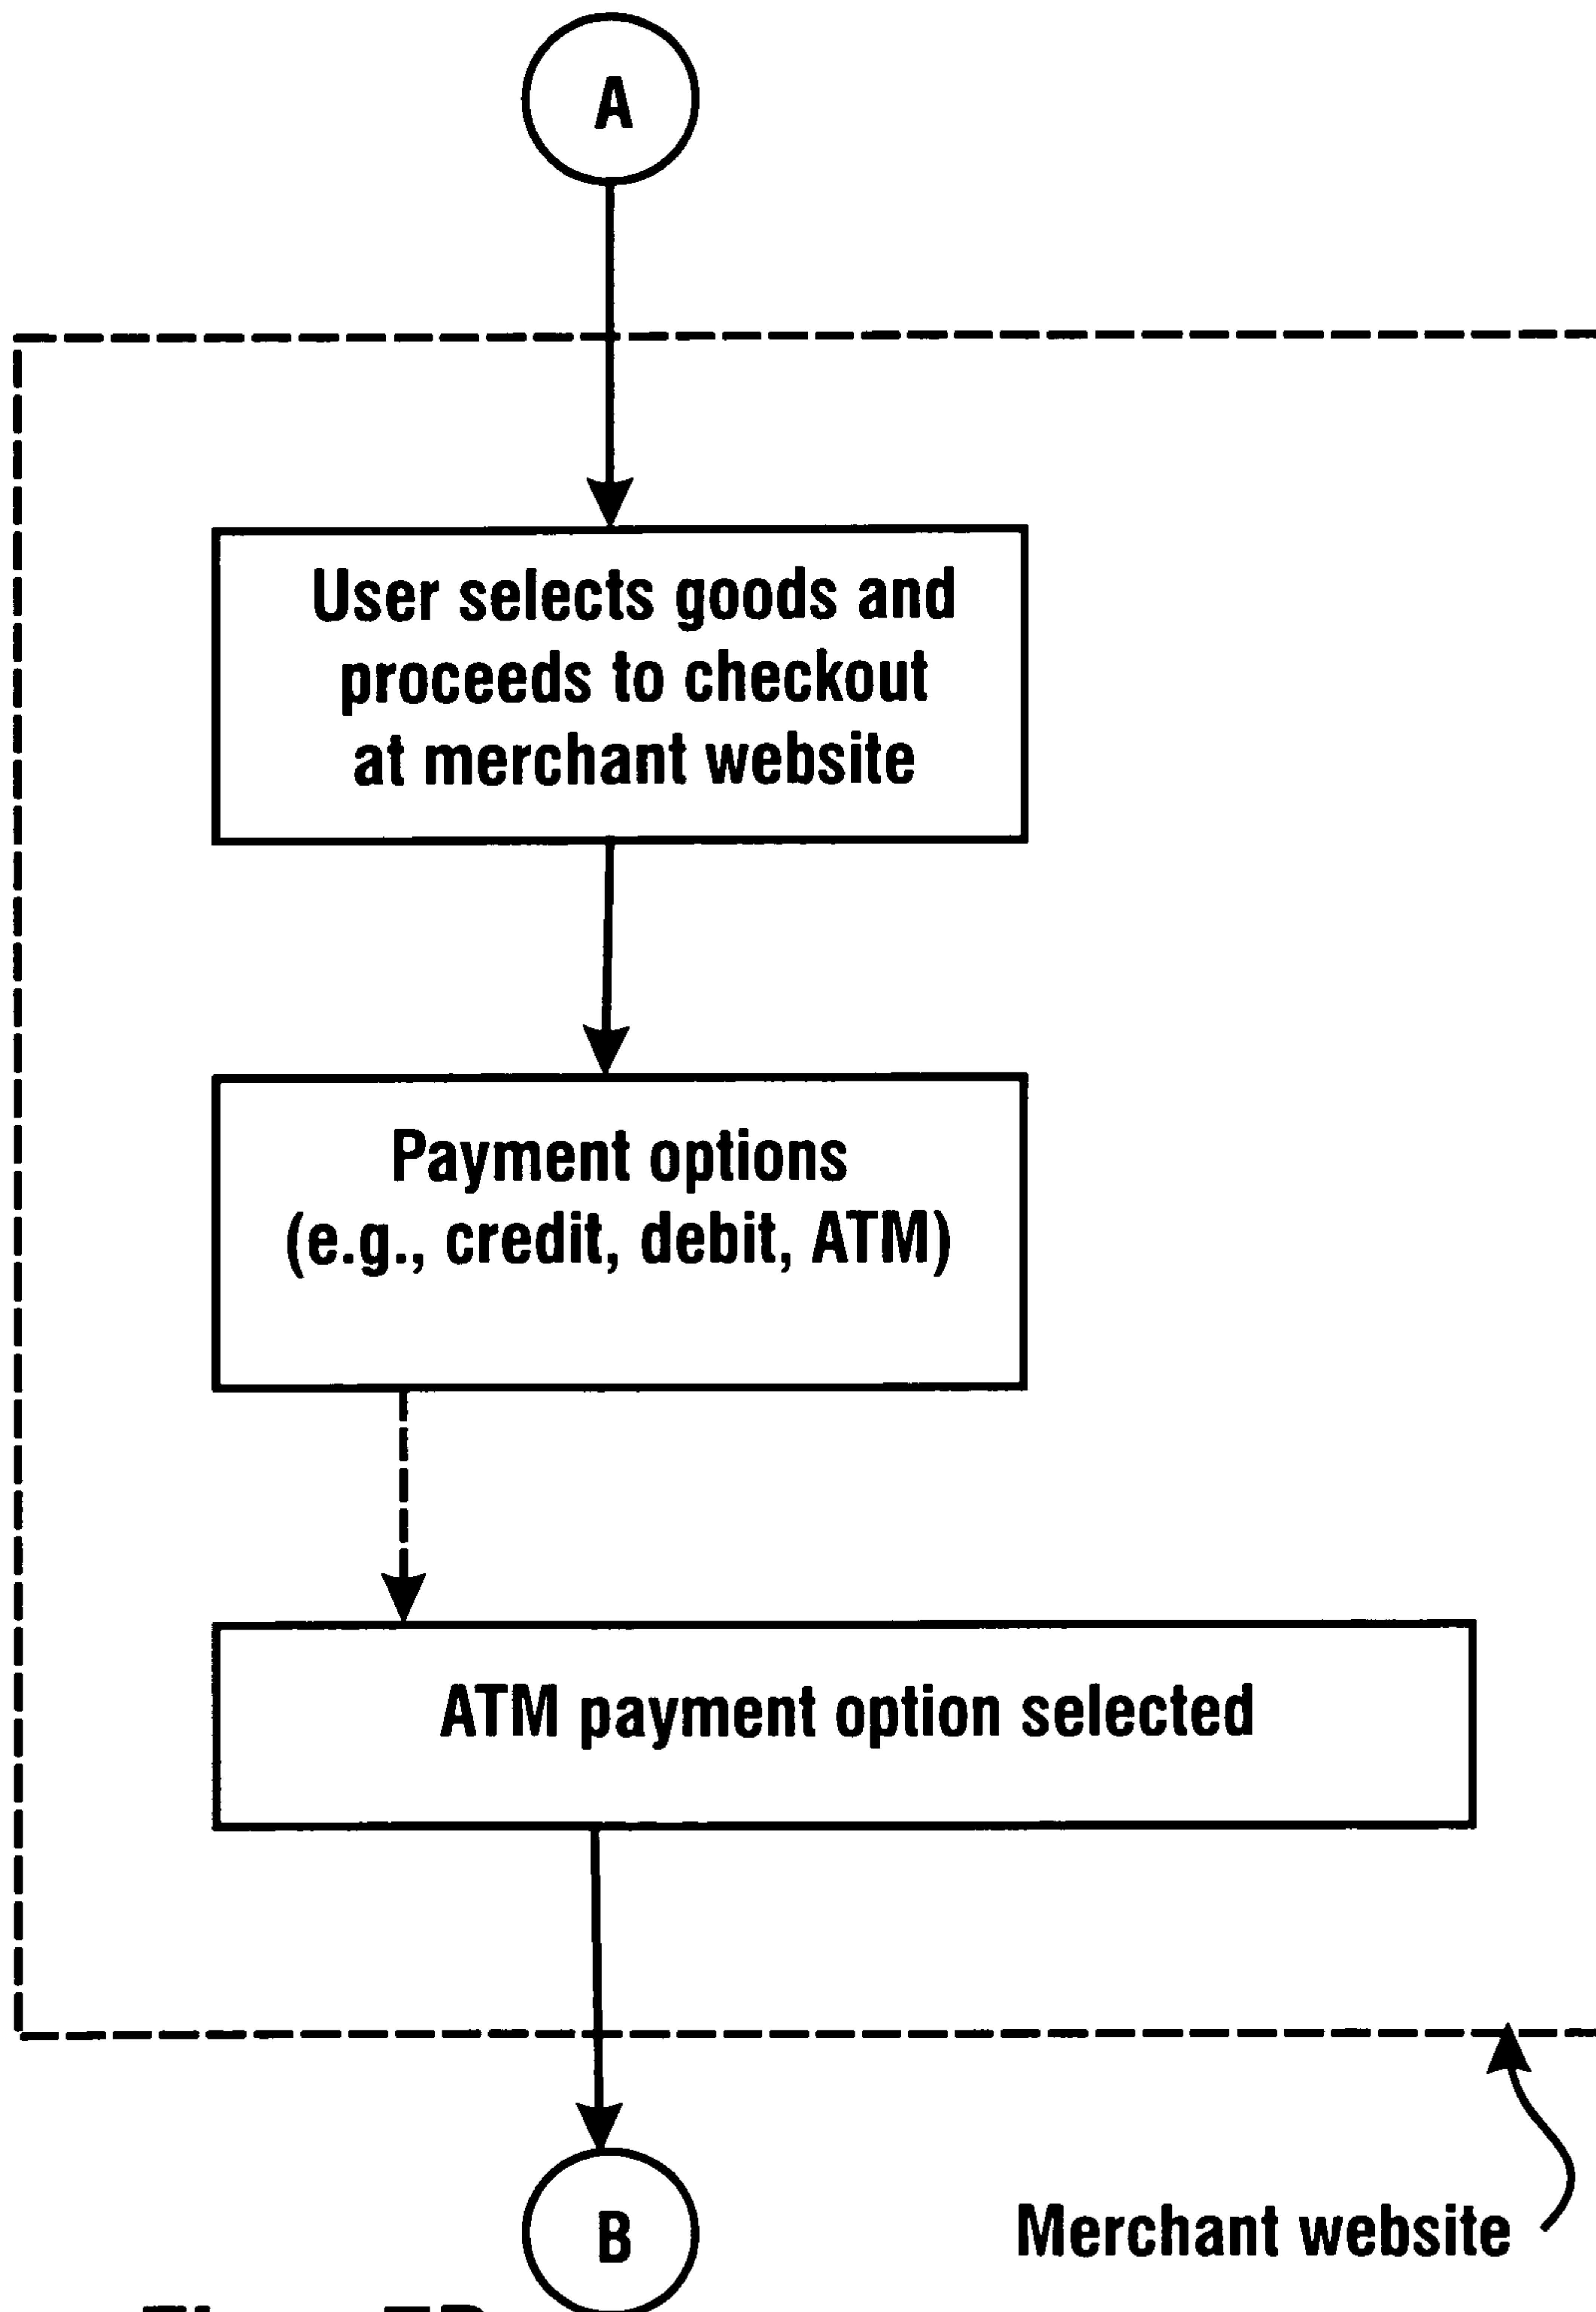 A
User selects goods and
proceeds to checkout
at merchant website
Payment options
(e.g., credit, debit, ATM)
ATM payment option selected
B
Merchant website